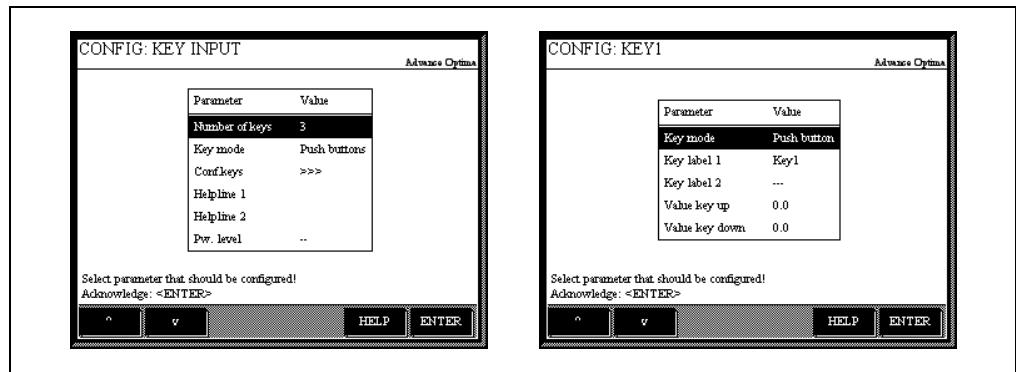 CONFIG: KEY INPUT
Advance Optima
Parameter Value
Number of keys 3
Key mode Push buttons
Conf.keys >>>
Helpline 1
Helpline 2
Pw. level --
Select parameter that should be configured!
Acknowledge: <ENTER>
^ v HELP ENTER
CONFIG: KEY1
Advance Optima
Parameter Value
Key mode Push button
Key label 1 Key1
Key label 2 ---
Value key up 0.0
Value key down 0.0
Select parameter that should be configured!
Acknowledge: <ENTER>
^ v HELP ENTER